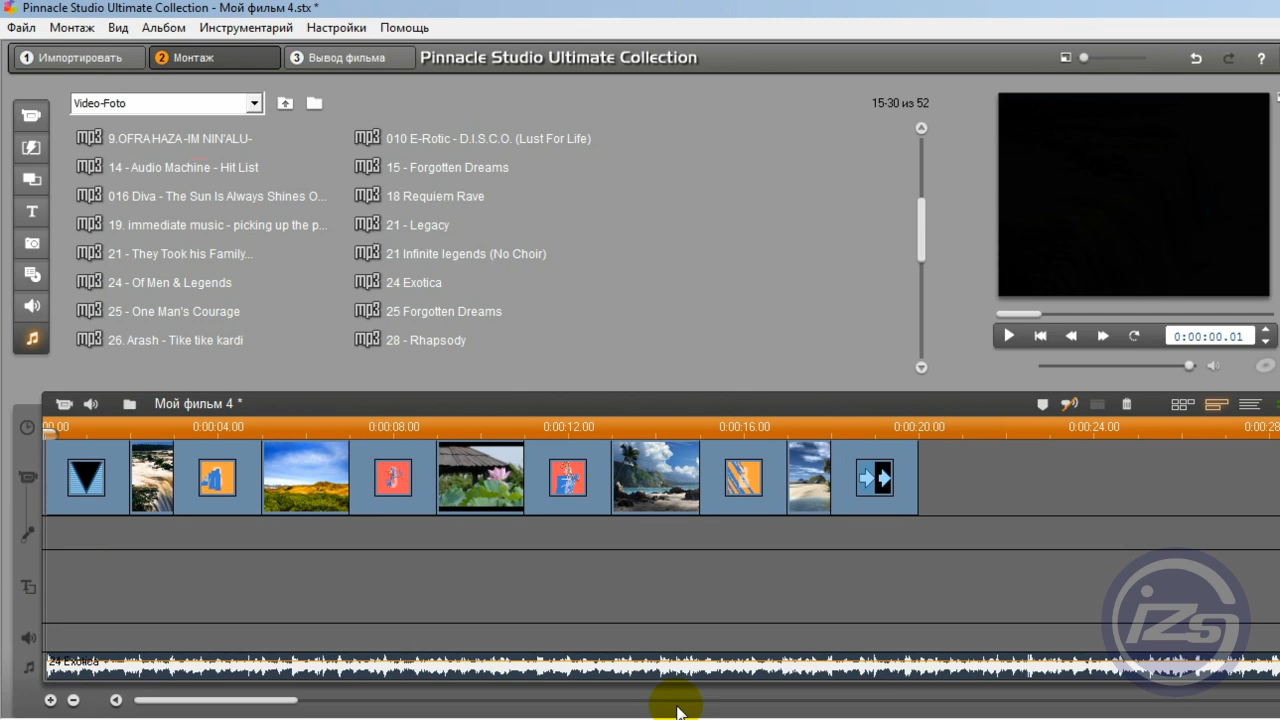 Pinnacle Studio Ultimate Collection - Мой фильм 4.stx *
Файл Монтаж Вид Альбом Инструментарий Настройки Помощь
1 Импортировать 2 Монтаж 3 Вывод фильма Pinnacle Studio Ultimate Collection ?
Video-Foto 15-30 из 52
mp3 9.OFRA HAZA -IM NIN'ALU- mp3 010 E-Rotic - D.I.S.C.O. (Lust For Life)
mp3 14 - Audio Machine - Hit List mp3 15 - Forgotten Dreams
mp3 016 Diva - The Sun Is Always Shines O... mp3 18 Requiem Rave
mp3 19. immediate music - picking up the p... mp3 21 - Legacy
mp3 21 - They Took his Family... mp3 21 Infinite legends (No Choir)
mp3 24 - Of Men & Legends mp3 24 Exotica
mp3 25 - One Man's Courage mp3 25 Forgotten Dreams
mp3 26. Arash - Tike tike kardi mp3 28 - Rhapsody
0:00:00.01
Мой фильм 4 *
00.00 0:00:04.00 0:00:08.00 0:00:12.00 0:00:16.00 0:00:20.00 0:00:24.00 0:00:28
24 Exotica